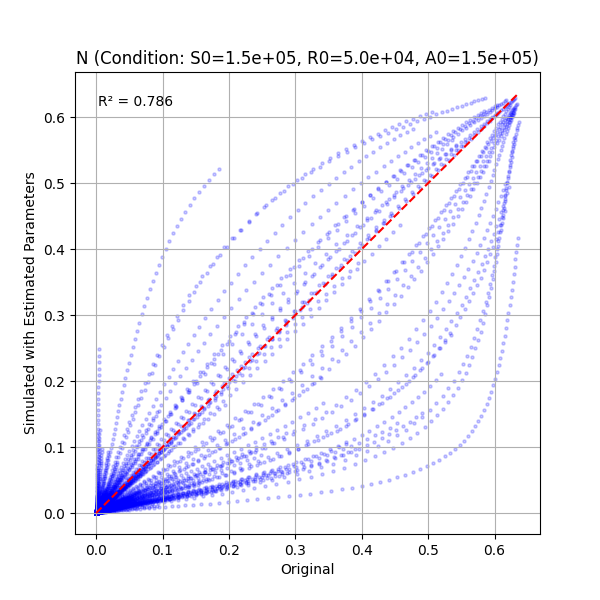 N (Condition: S0=1.5e+05, R0=5.0e+04, A0=1.5e+05)
R² = 0.786
0.6
0.5
0.4
0.3
0.2
0.1
0.0
Simulated with Estimated Parameters
0.0 0.1 0.2 0.3 0.4 0.5 0.6
Original